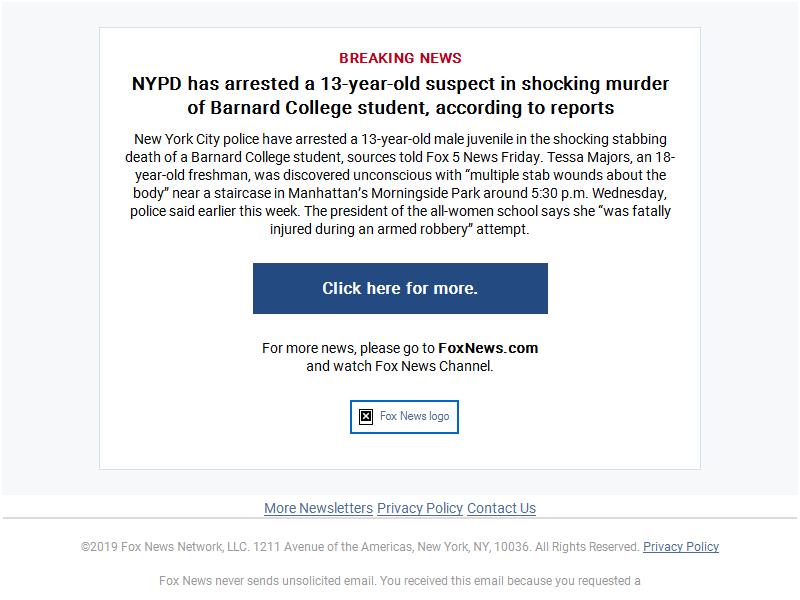 BREAKING NEWS
NYPD has arrested a 13-year-old suspect in shocking murder
of Barnard College student, according to reports
New York City police have arrested a 13-year-old male juvenile in the shocking stabbing
death of a Barnard College student, sources told Fox 5 News Friday. Tessa Majors, an 18-
year-old freshman, was discovered unconscious with “multiple stab wounds about the
body” near a staircase in Manhattan’s Morningside Park around 5:30 p.m. Wednesday,
police said earlier this week. The president of the all-women school says she “was fatally
injured during an armed robbery” attempt.
Click here for more.
For more news, please go to FoxNews.com
and watch Fox News Channel.
Fox News logo
More Newsletters Privacy Policy Contact Us
©2019 Fox News Network, LLC. 1211 Avenue of the Americas, New York, NY, 10036. All Rights Reserved. Privacy Policy
Fox News never sends unsolicited email. You received this email because you requested a